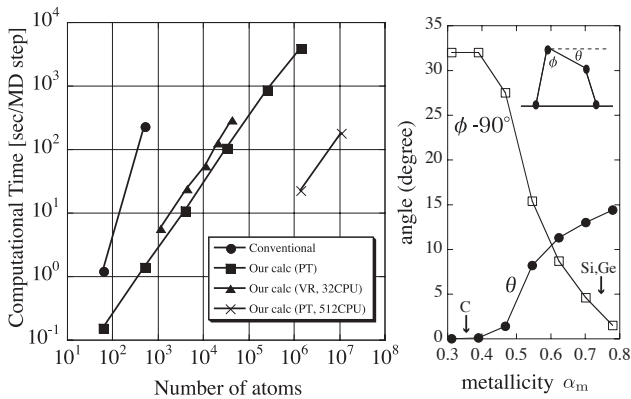 Computational Time [sec/MD step]
10^4
10^3
10^2
10^1
10^0
10^-1
Conventional
Our calc (PT)
Our calc (VR, 32CPU)
Our calc (PT, 512CPU)
10^1 10^2 10^3 10^4 10^5 10^6 10^7 10^8
Number of atoms
angle (degree)
35
30
25
20
15
10
5
0
ϕ θ
ϕ -90°
Si,Ge
θ
C
0.3 0.4 0.5 0.6 0.7 0.8
metallicity α_m